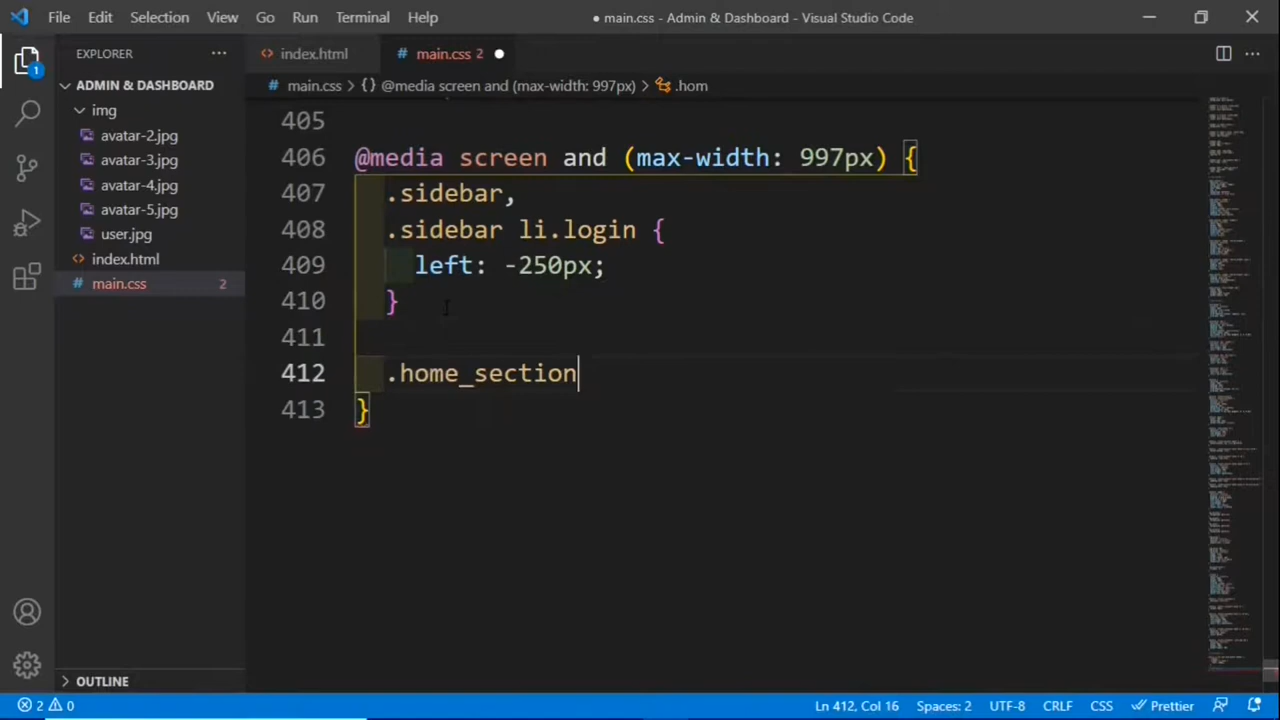 File Edit Selection View Go Run Terminal Help ● main.css - Admin & Dashboard - Visual Studio Code
EXPLORER ···
index.html
main.css 2
main.css > {} @media screen and (max-width: 997px) > .hom
ADMIN & DASHBOARD
img
avatar-2.jpg
avatar-3.jpg
avatar-4.jpg
avatar-5.jpg
user.jpg
index.html
main.css 2
OUTLINE
1
405
406 @media screen and (max-width: 997px) {
407 .sidebar,
408 .sidebar li.login {
409 left: -250px;
410 }
411
412 .home_section
413 }
2 0
Ln 412, Col 16 Spaces: 2 UTF-8 CRLF CSS Prettier